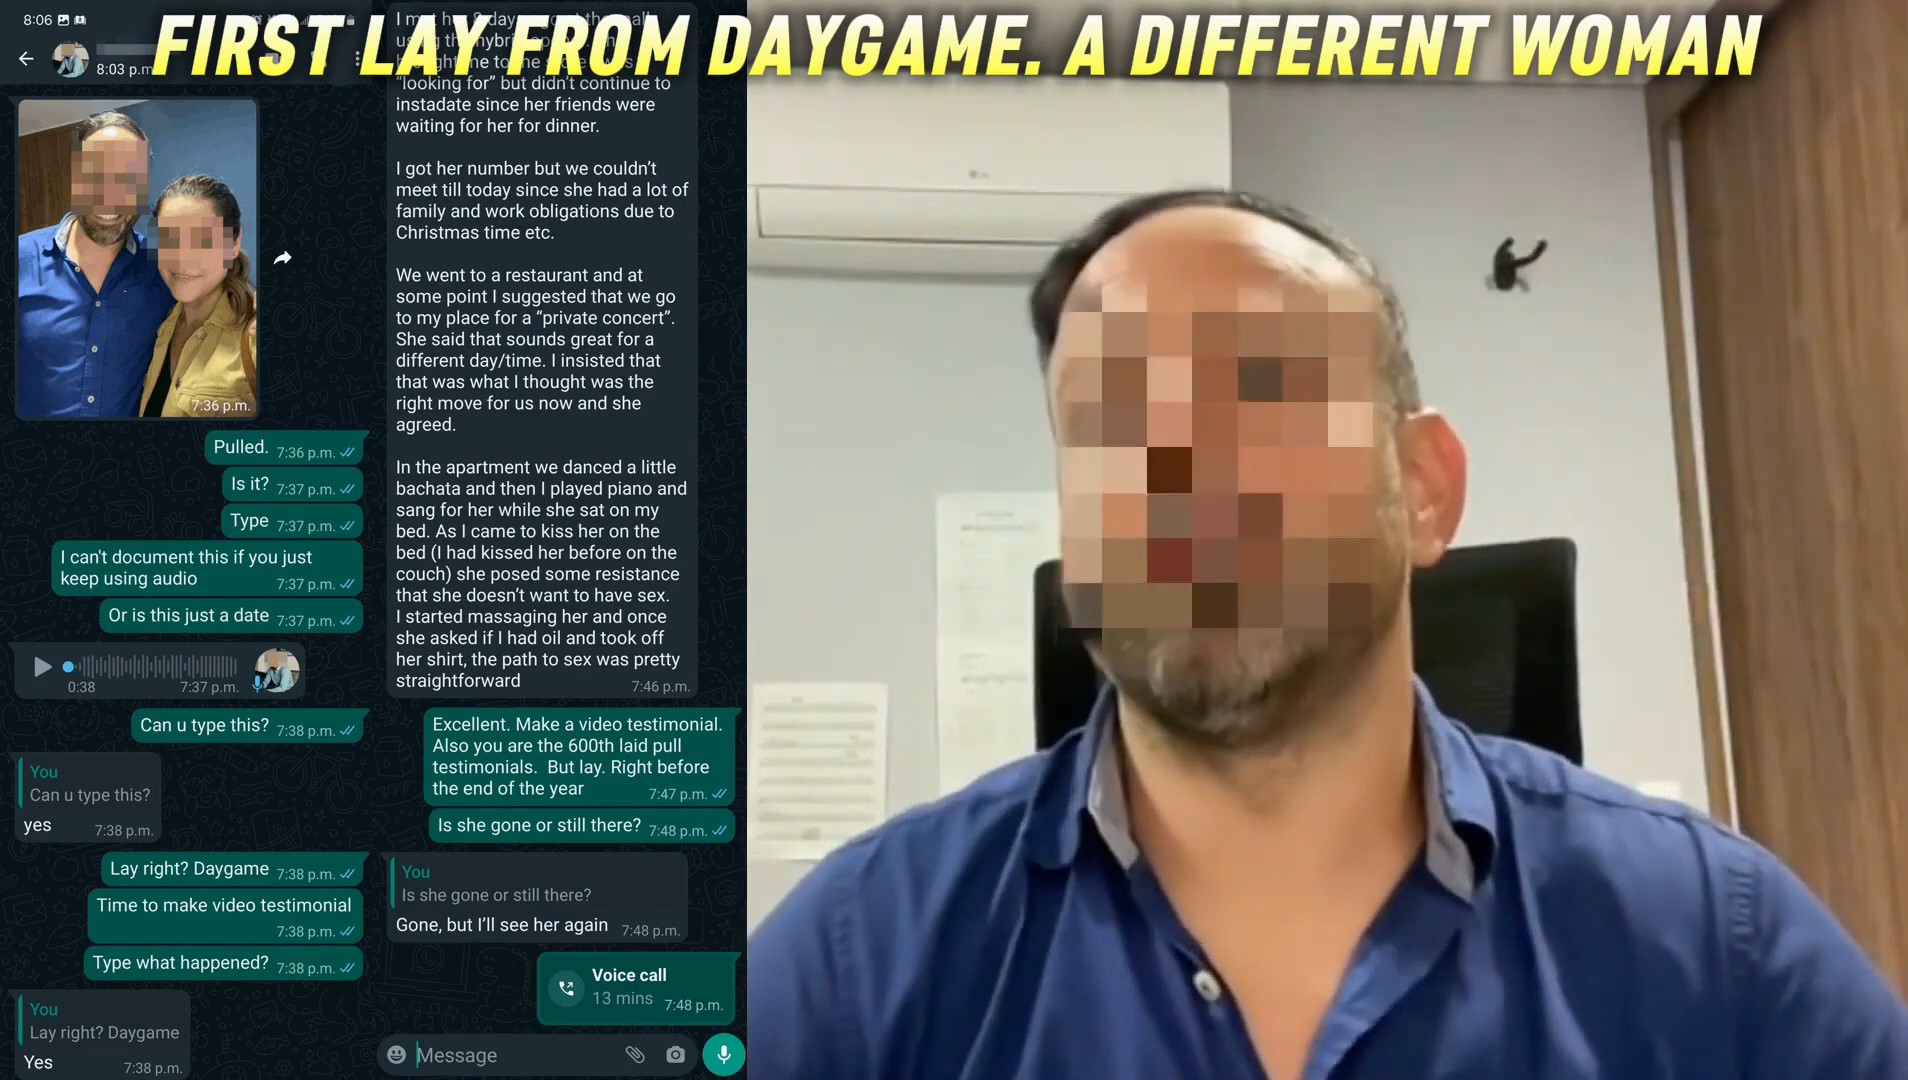 FIRST LAY FROM DAYGAME. A DIFFERENT WOMAN
8:06
8:03 p.m.
7:36 p.m.
Pulled. 7:36 p.m.
Is it? 7:37 p.m.
Type 7:37 p.m.
I can't document this if you just
keep using audio 7:37 p.m.
Or is this just a date 7:37 p.m.
0:38 7:37 p.m.
Can u type this? 7:38 p.m.
You
Can u type this?
yes 7:38 p.m.
Lay right? Daygame 7:38 p.m.
Time to make video testimonial
7:38 p.m.
Type what happened? 7:38 p.m.
You
Lay right? Daygame
Yes 7:38 p.m.
"looking for" but didn't continue to
instadate since her friends were
waiting for her for dinner.
I got her number but we couldn't
meet till today since she had a lot of
family and work obligations due to
Christmas time etc.
We went to a restaurant and at
some point I suggested that we go
to my place for a “private concert”.
She said that sounds great for a
different day/time. I insisted that
that was what I thought was the
right move for us now and she
agreed.
In the apartment we danced a little
bachata and then I played piano and
sang for her while she sat on my
bed. As I came to kiss her on the
bed (I had kissed her before on the
couch) she posed some resistance
that she doesn't want to have sex.
I started massaging her and once
she asked if I had oil and took off
her shirt, the path to sex was pretty
straightforward 7:46 p.m.
Excellent. Make a video testimonial.
Also you are the 600th laid pull
testimonials. But lay. Right before
the end of the year 7:47 p.m.
Is she gone or still there? 7:48 p.m.
You
Is she gone or still there?
Gone, but I'll see her again 7:48 p.m.
Voice call
13 mins 7:48 p.m.
Message